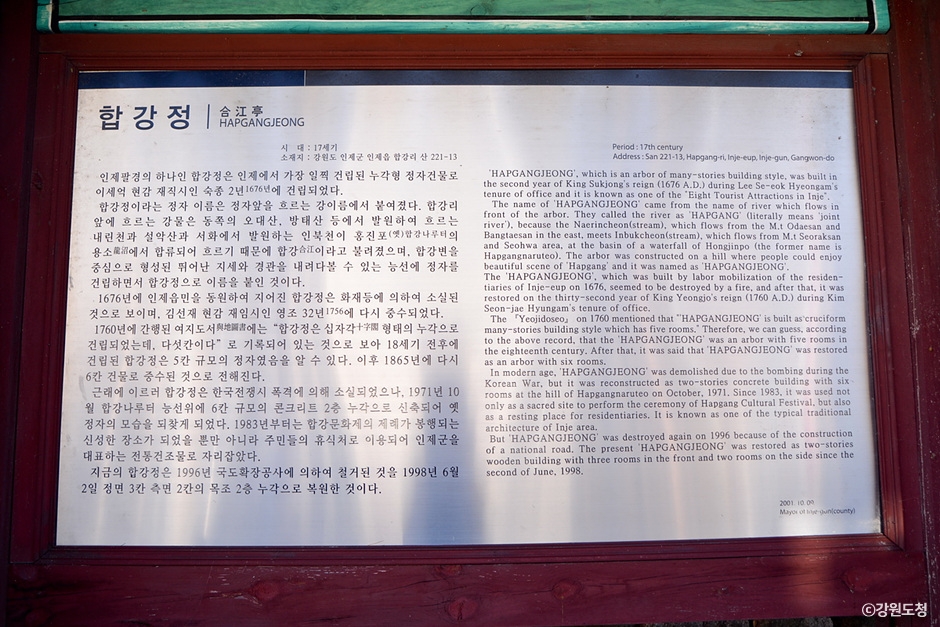 합강정
合江亭
HAPGANGJEONG
시 대 : 17세기
소재지 : 강원도 인제군 인제읍 합강리 산 221-13
인제팔경의 하나인 합강정은 인제에서 가장 일찍 건립된 누각형 정자건물로
이세억 현감 재직시인 숙종 2년1676년에 건립되었다.
합강정이라는 정자 이름은 정자앞을 흐르는 강이름에서 붙여졌다. 합강리
앞에 흐르는 강물은 동쪽의 오대산, 방태산 등에서 발원하여 흐르는
내린천과 설악산과 서화에서 발원하는 인북천이 홍진포(옛)합강나루터의
용소龍沼에서 합류되어 흐르기 때문에 합강合江이라고 불려졌으며, 합강변을
중심으로 형성된 뛰어난 지세와 경관을 내려다볼 수 있는 능선에 정자를
건립하면서 합강정으로 이름을 붙인 것이다.
1676년에 인제읍민을 동원하여 지어진 합강정은 화재등에 의하여 소실된
것으로 보이며, 김선재 현감 재임시인 영조 32년1756에 다시 중수되었다.
1760년에 간행된 여지도서與地圖書에는 “합강정은 십자각十字閣 형태의 누각으로
건립되었는데, 다섯칸이다” 로 기록되어 있는 것으로 보아 18세기 전후에
건립된 합강정은 5칸 규모의 정자였음을 알 수 있다. 이후 1865년에 다시
6칸 건물로 중수된 것으로 전해진다.
근래에 이르러 합강정은 한국전쟁시 폭격에 의해 소실되었으나, 1971년 10
월 합강나루터 능선위에 6칸 규모의 콘크리트 2층 누각으로 신축되어 옛
정자의 모습을 되찾게 되었다. 1983년부터는 합강문화제의 제례가 봉행되는
신성한 장소가 되었을 뿐만 아니라 주민들의 휴식처로 이용되어 인제군을
대표하는 전통건조물로 자리잡았다.
지금의 합강정은 1996년 국도확장공사에 의하여 철거된 것을 1998년 6월
2일 정면 3칸 측면 2칸의 목조 2층 누각으로 복원한 것이다.
Period : 17th century
Address : San 221-13, Hapgang-ri, Inje-eup, Inje-gun, Gangwon-do
'HAPGANGJEONG', which is an arbor of many-stories building style, was built in
the second year of King Sukjong's reign (1676 A.D.) during Lee Se-eok Hyeongam's
tenure of office and it is known as one of the "Eight Tourist Attractions in Inje".
The name of 'HAPGANGJEONG' came from the name of river which flows in
front of the arbor. They called the river as 'HAPGANG' (literally means 'joint
river'), because the Naerincheon(stream), which flows from the M.t Odaesan and
Bangtaesan in the east, meets Inbukcheon(stream), which flows from M.t Seoraksan
and Seohwa area, at the basin of a waterfall of Hongjinpo (the former name is
Hapgangnaruteo). The arbor was constructed on a hill where people could enjoy
beautiful scene of 'Hapgang' and it was named as 'HAPGANGJEONG'.
The 'HAPGANGJEONG', which was built by labor mobilization of the residen-
tiaries of Inje-eup on 1676, seemed to be destroyed by a fire, and after that, it was
restored on the thirty-second year of King Yeongjo's reign (1760 A.D.) during Kim
Seon-jae Hyungam's tenure of office.
The 『Yeojidoseo』 on 1760 mentioned that "'HAPGANGJEONG' is built as'cruciform
many-stories building style which has five rooms." Therefore, we can guess, according
to the above record, that the 'HAPGANGJEONG' was an arbor with five rooms in
the eighteenth century. After that, it was said that 'HAPGANGJEONG' was restored
as an arbor with six rooms.
In modern age, 'HAPGANGJEONG' was demolished due to the bombing during the
Korean War, but it was reconstructed as two-stories concrete building with six
rooms at the hill of Hapgangnaruteo on October, 1971. Since 1983, it was used not
only as a sacred site to perform the ceremony of Hapgang Cultural Festival, but also
as a resting place for residentiaries. It is known as one of the typical traditional
architecture of Inje area.
But 'HAPGANGJEONG' was destroyed again on 1996 because of the construction
of a national road. The present 'HAPGANGJEONG' was restored as two-stories
wooden building with three rooms in the front and two rooms on the side since the
second of June, 1998.
2001. 10. 09.
Mayor of Inje-gun(county)
©강원도청